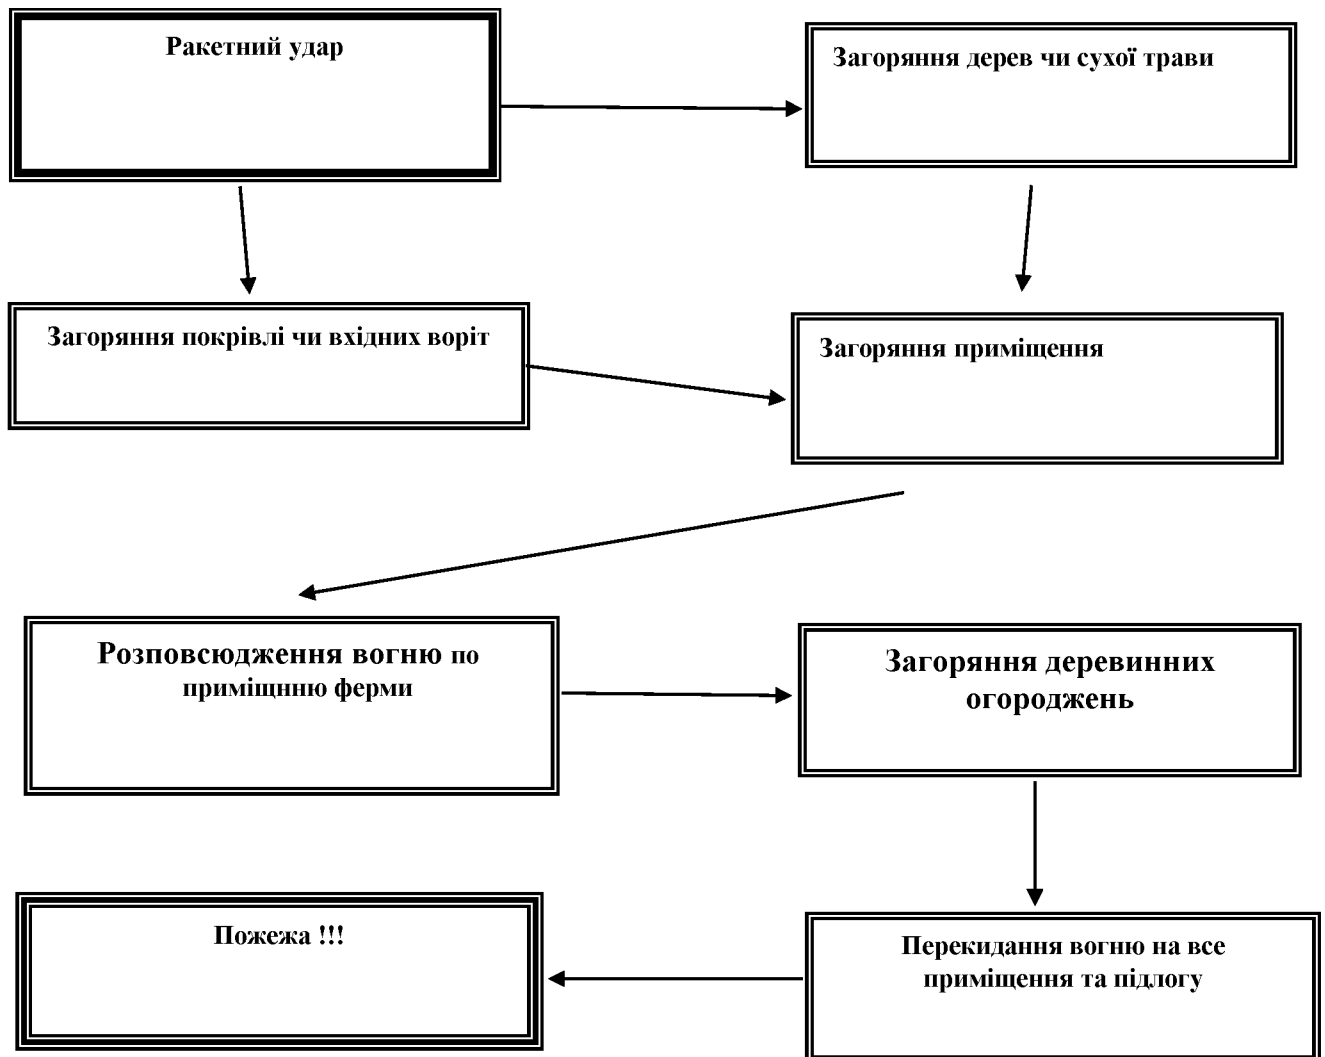 Ракетний удар
Загоряння дерев чи сухої трави
Загоряння покрівлі чи вхідних воріт
Загоряння приміщення
Розповсюдження вогню по
приміщнню ферми
Загоряння деревинних
огороджень
Пожежа !!!
Перекидання вогню на все
приміщення та підлогу